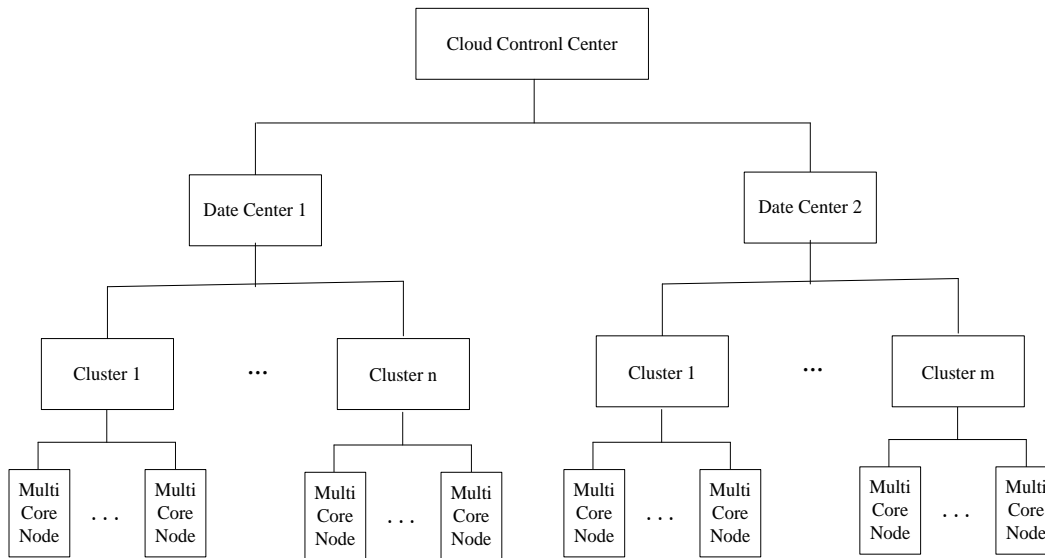 Cloud Contronl Center
Date Center 1
Date Center 2
Cluster 1
...
Cluster n
Cluster 1
...
Cluster m
Multi
Core
Node
. . .
Multi
Core
Node
Multi
Core
Node
. . .
Multi
Core
Node
Multi
Core
Node
. . .
Multi
Core
Node
Multi
Core
Node
. . .
Multi
Core
Node